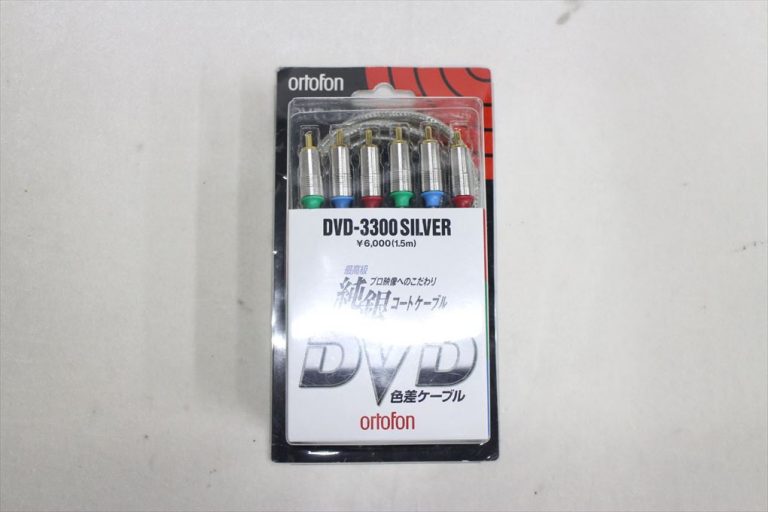 ortofon
DVD-3300 SILVER
¥6,000(1.5m)
最高級
プロ映像へのこだわり
純銀コートケーブル
DVD
色差ケーブル
ortofon